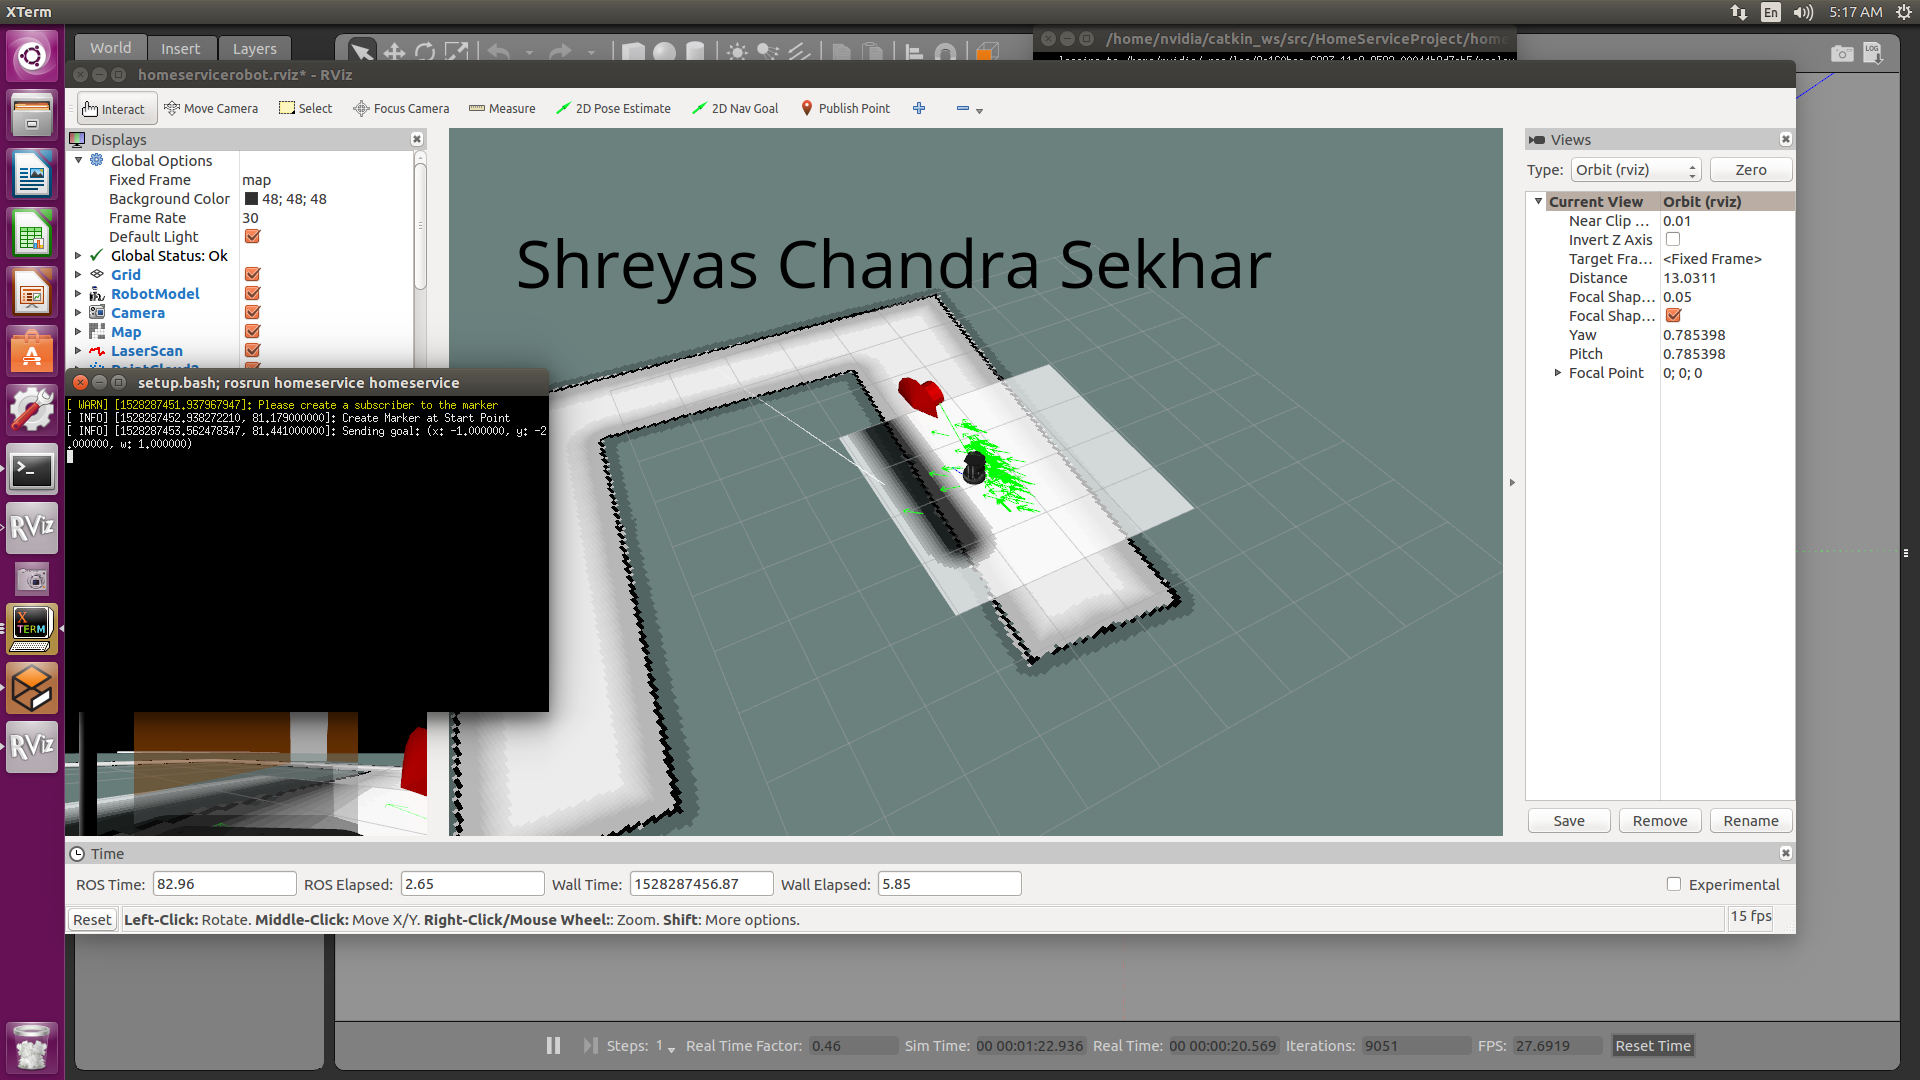 XTerm
En
5:17 AM
World
Insert
Layers
/home/nvidia/catkin_ws/src/HomeServiceProject/home
homeservicerobot.rviz* - RViz
Interact
Move Camera
Select
Focus Camera
Measure
2D Pose Estimate
2D Nav Goal
Publish Point
Displays
Global Options
Fixed Frame map
Background Color 48; 48; 48
Frame Rate 30
Default Light
Global Status: Ok
Grid
RobotModel
Camera
Map
LaserScan
setup.bash; rosrun homeservice homeservice
[ WARN] [1528287451.937967947]: Please create a subscriber to the marker
[ INFO] [1528287452.938272210, 81.179000000]: Create Marker at Start Point
[ INFO] [1528287453.562478347, 81.441000000]: Sending goal: (x: -1.000000, y: -2
.000000, w: 1.000000)
Shreyas Chandra Sekhar
Views
Type: Orbit (rviz) Zero
Current View Orbit (rviz)
Near Clip ... 0.01
Invert Z Axis
Target Fra... <Fixed Frame>
Distance 13.0311
Focal Shap... 0.05
Focal Shap...
Yaw 0.785398
Pitch 0.785398
Focal Point 0; 0; 0
Save Remove Rename
Time
ROS Time: 82.96 ROS Elapsed: 2.65 Wall Time: 1528287456.87 Wall Elapsed: 5.85 Experimental
Reset Left-Click: Rotate. Middle-Click: Move X/Y. Right-Click/Mouse Wheel:: Zoom. Shift: More options. 15 fps
Steps: 1 Real Time Factor: 0.46 Sim Time: 00 00:01:22.936 Real Time: 00 00:00:20.569 Iterations: 9051 FPS: 27.6919 Reset Time
LOG
RViz
X TERM
RViz